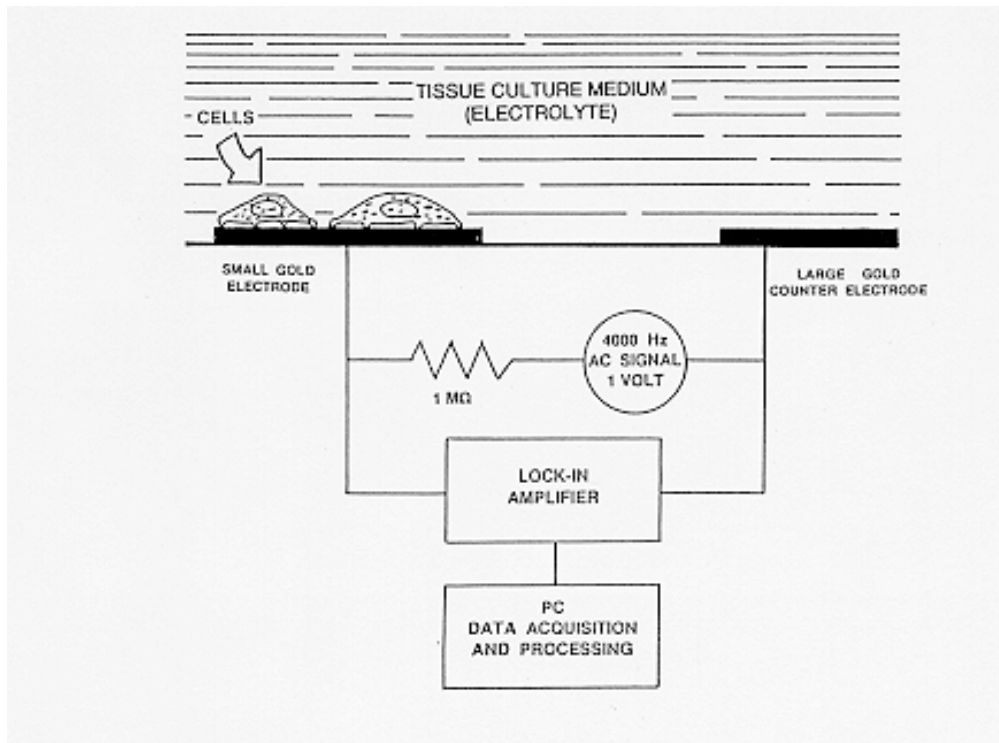 TISSUE CULTURE MEDIUM
(ELECTROLYTE)
CELLS
SMALL GOLD
ELECTRODE
LARGE GOLD
COUNTER ELECTRODE
4000 Hz
AC SIGNAL
1 VOLT
1 MΩ
LOCK-IN
AMPLIFIER
PC
DATA ACQUISITION
AND PROCESSING